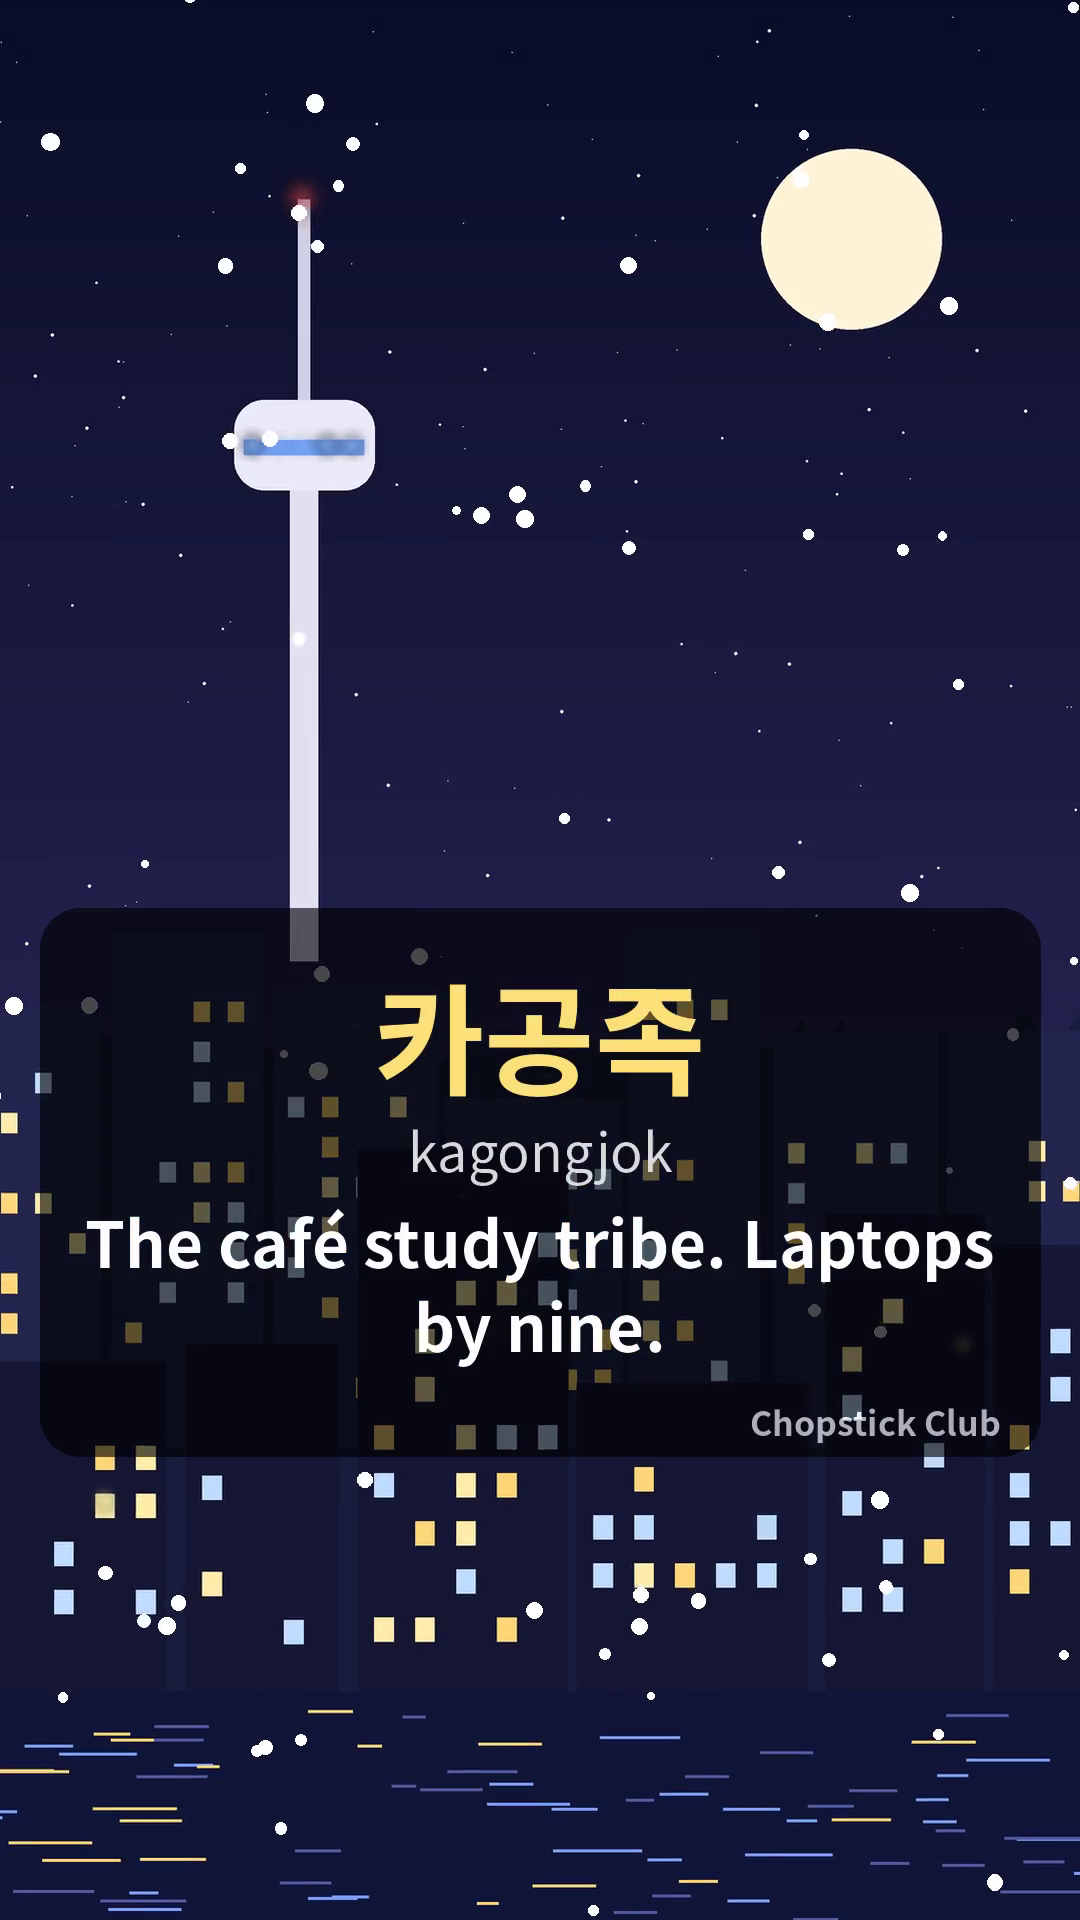 카공족
kagongjok
The café study tribe. Laptops
by nine.
Chopstick Club